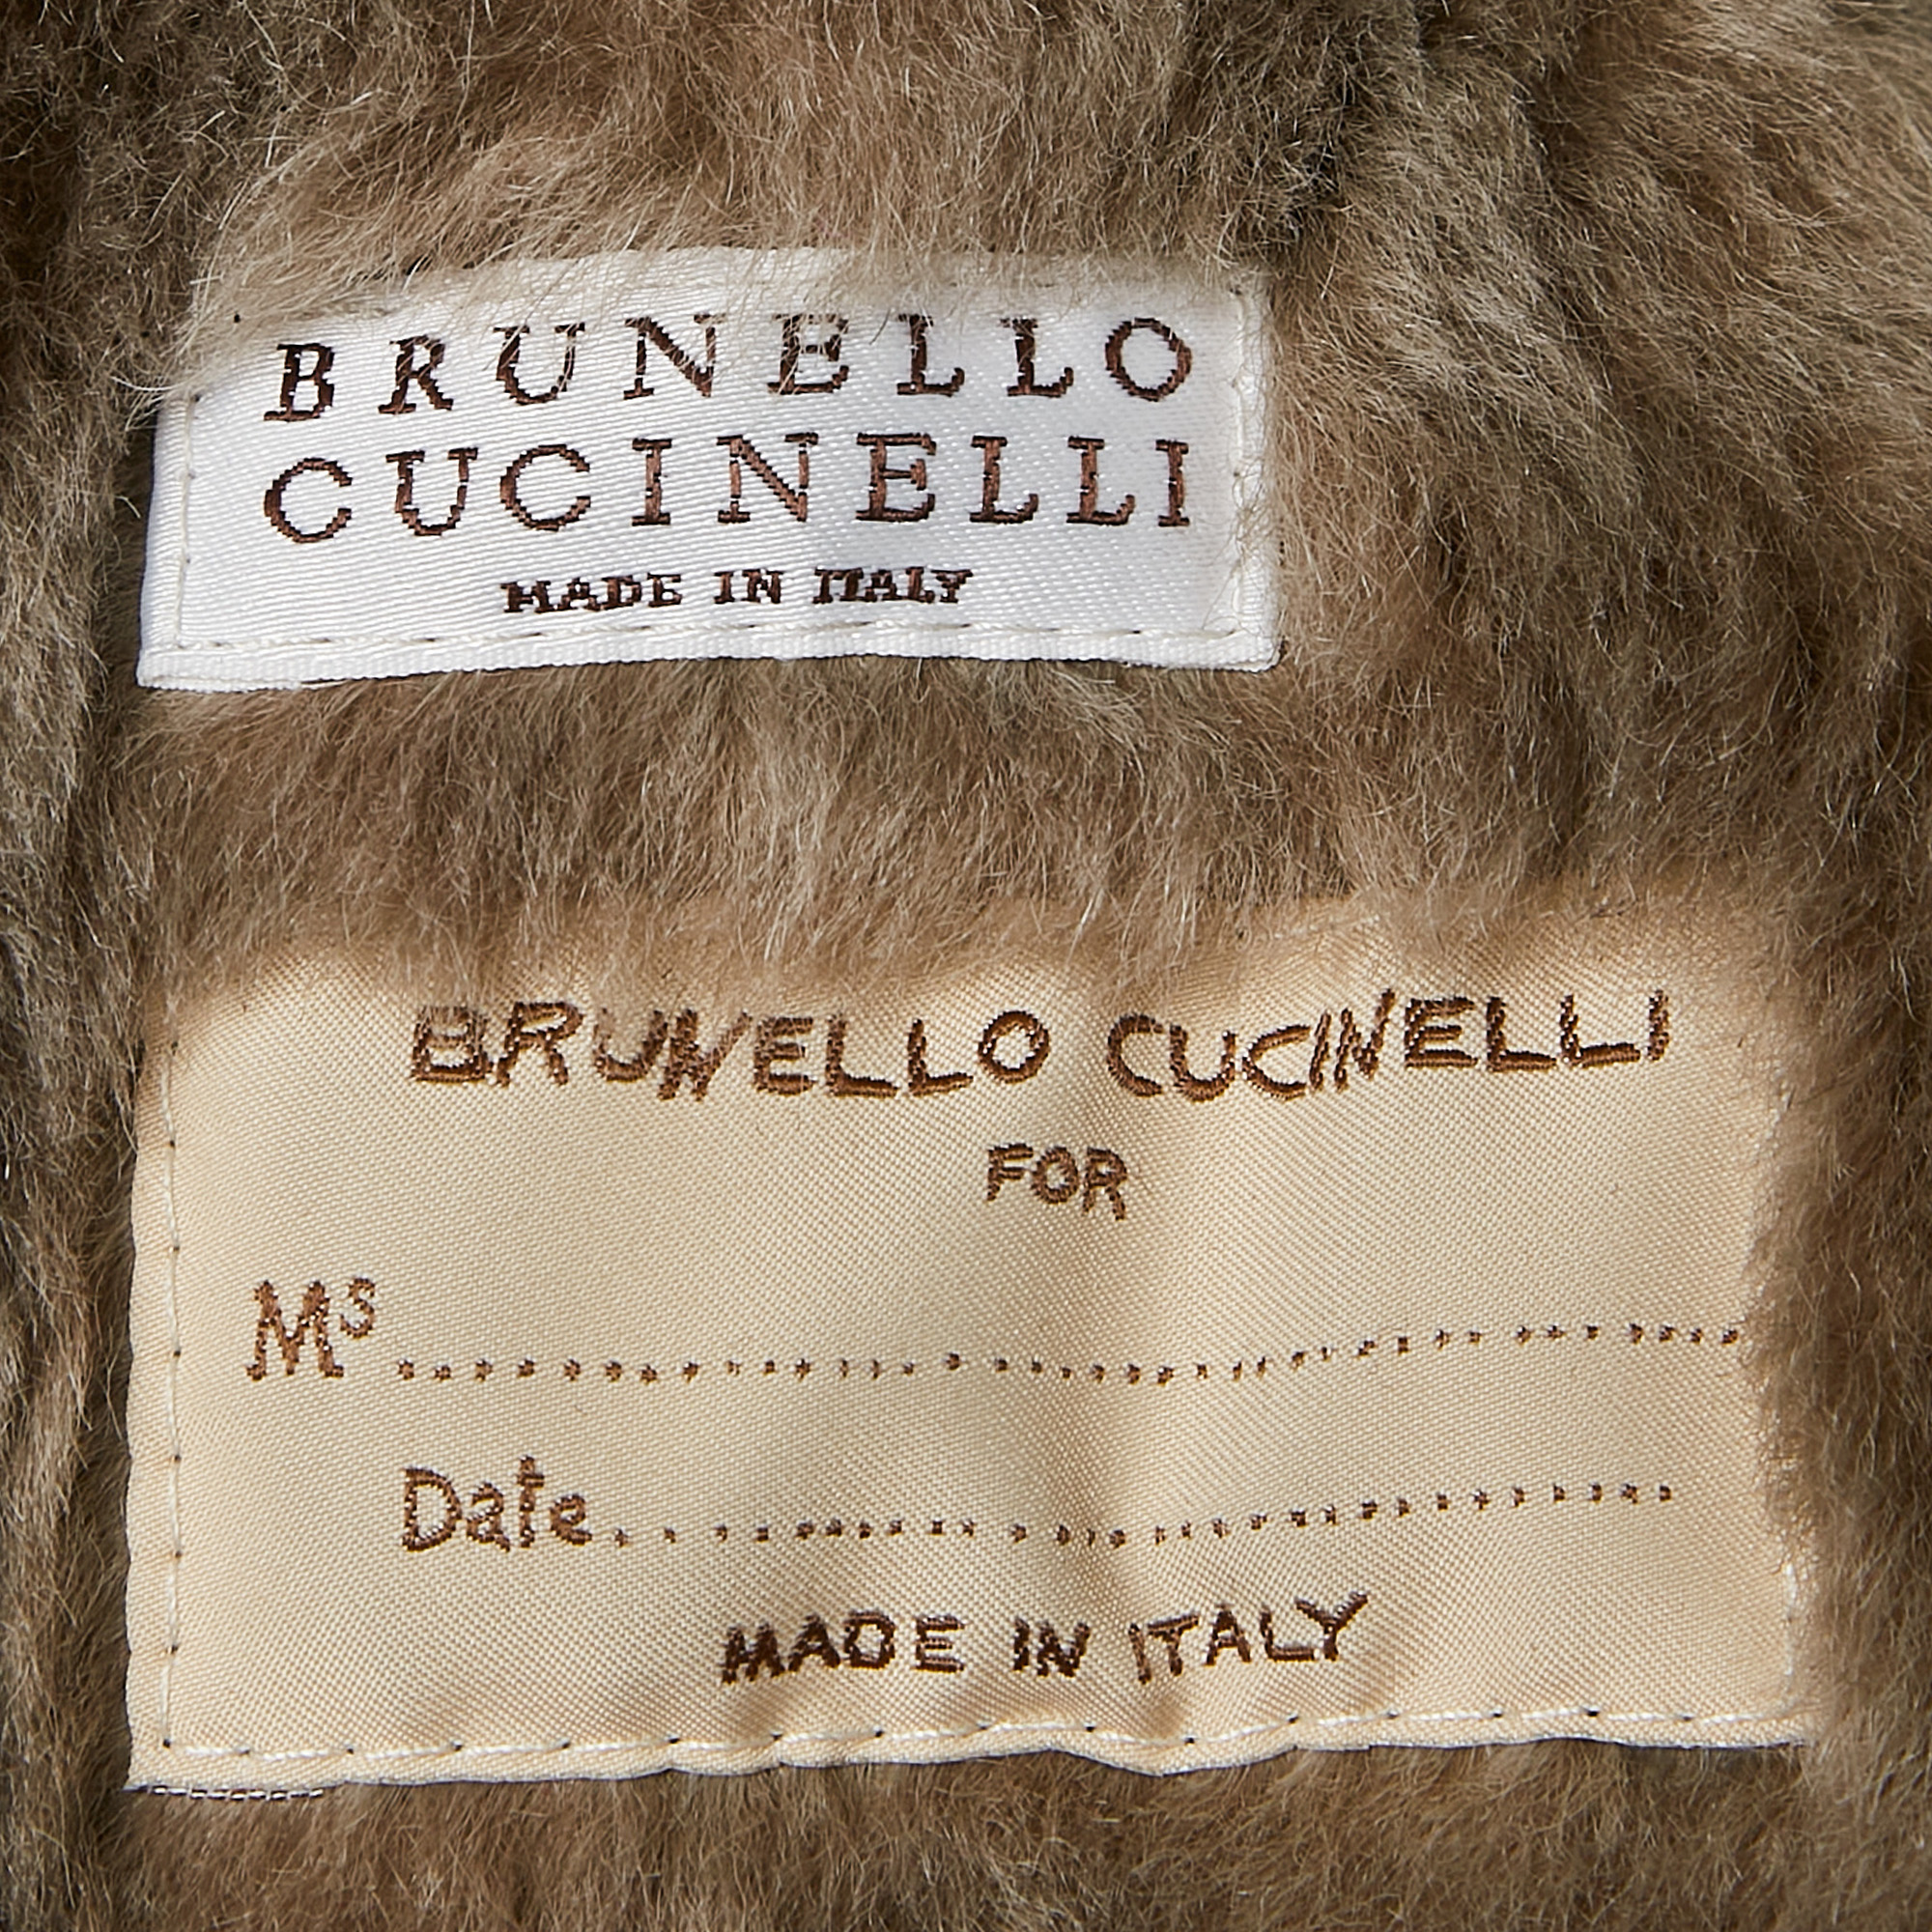 BRUNELLO
CUCINELLI
MADE IN ITALY
BRUNELLO CUCINELLI
FOR
Ms ..................................
Date..................................
MADE IN ITALY